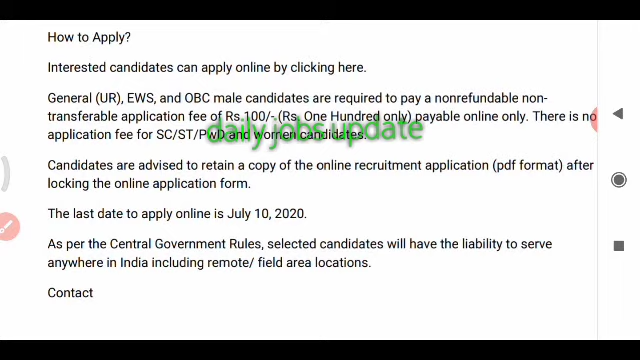 How to Apply?
Interested candidates can apply online by clicking here.
General (UR), EWS, and OBC male candidates are required to pay a nonrefundable non-
transferable application fee of Rs.100/- (Rs. One Hundred only) payable online only. There is no
application fee for SC/ST/PwD and women candidates.
daily jobs update
Candidates are advised to retain a copy of the online recruitment application (pdf format) after
locking the online application form.
The last date to apply online is July 10, 2020.
As per the Central Government Rules, selected candidates will have the liability to serve
anywhere in India including remote/ field area locations.
Contact